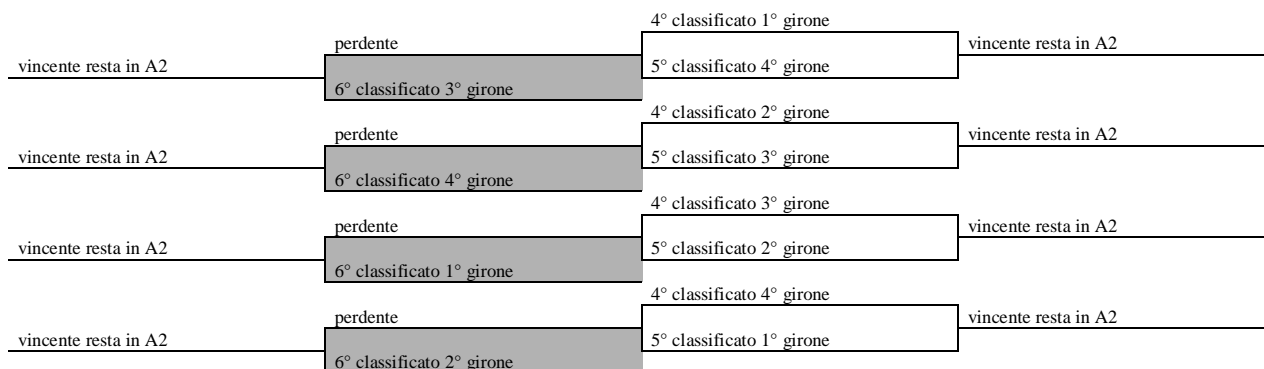 4° classificato 1° girone
perdente
vincente resta in A2
vincente resta in A2
5° classificato 4° girone
6° classificato 3° girone
4° classificato 2° girone
perdente
vincente resta in A2
vincente resta in A2
5° classificato 3° girone
6° classificato 4° girone
4° classificato 3° girone
perdente
vincente resta in A2
vincente resta in A2
5° classificato 2° girone
6° classificato 1° girone
4° classificato 4° girone
perdente
vincente resta in A2
vincente resta in A2
5° classificato 1° girone
6° classificato 2° girone